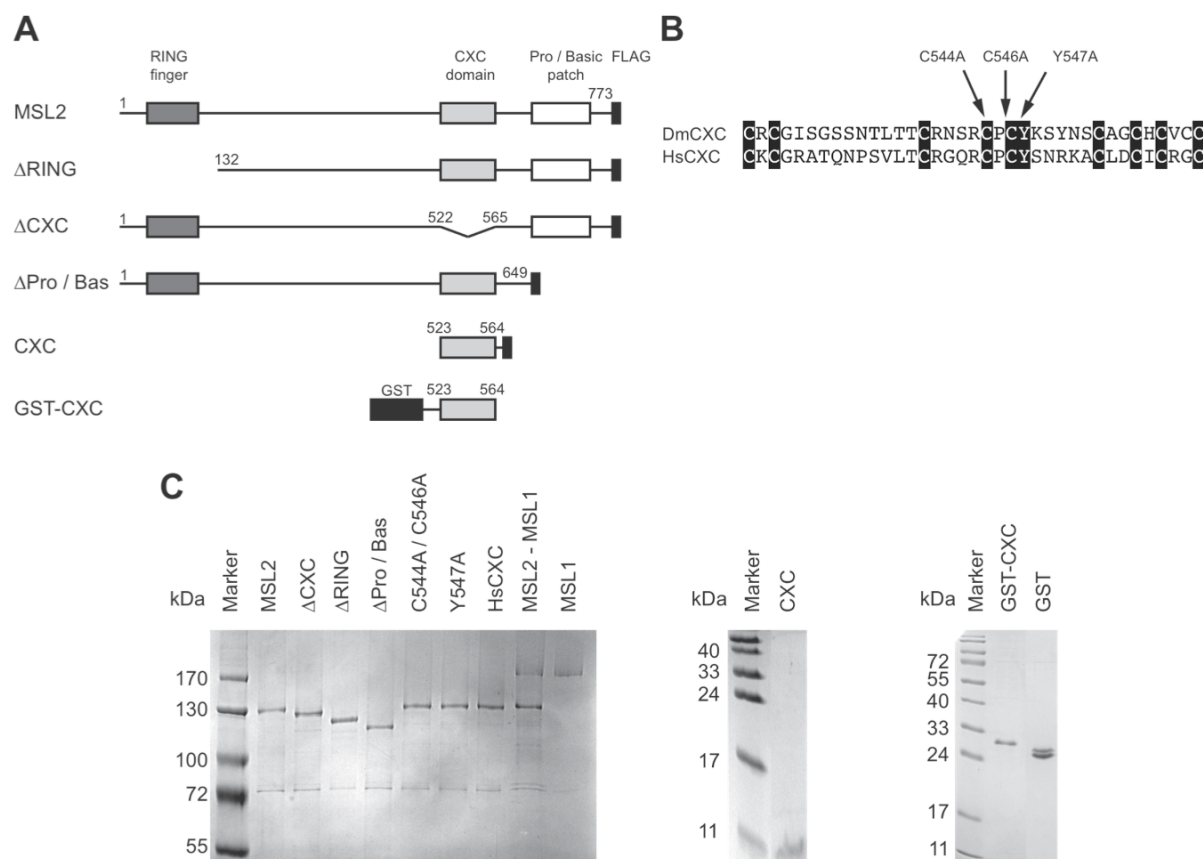 A
RING finger
CXC domain
Pro / Basic patch
FLAG
MSL2
1
773
ΔRING
132
ΔCXC
1
522
565
ΔPro / Bas
1
649
CXC
523
564
GST-CXC
GST
523
564
B
C544A
C546A
Y547A
DmCXC CRCGISGSSNTLTTCRNSRCPCYKSYNSCAGCHCVCC
HsCXC CKCGRATQNPSVLTCRGQRCPCYSNRKACLDCICRGC
C
kDa
Marker
MSL2
ΔCXC
ΔRING
ΔPro / Bas
C544A / C546A
Y547A
HsCXC
MSL2 - MSL1
MSL1
170
130
100
72
55
kDa
Marker
CXC
40
33
24
17
11
kDa
Marker
GST-CXC
GST
72
55
40
33
24
17
11